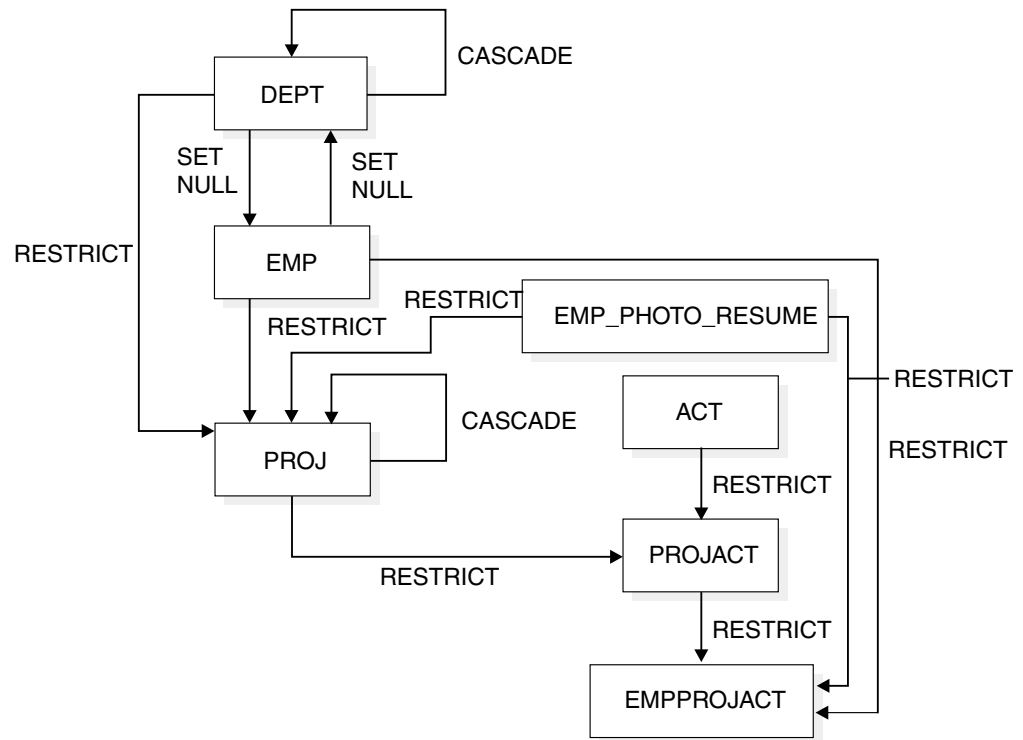 CASCADE
DEPT
SET
NULL
SET
NULL
RESTRICT
EMP
RESTRICT
RESTRICT
EMP_PHOTO_RESUME
RESTRICT
CASCADE
ACT
RESTRICT
PROJ
RESTRICT
PROJACT
RESTRICT
RESTRICT
EMPPROJACT